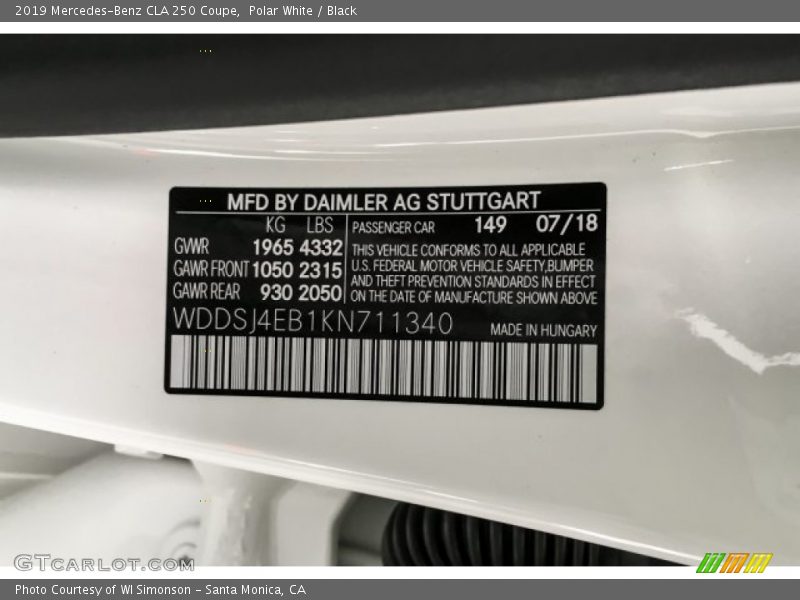 2019 Mercedes-Benz CLA 250 Coupe, Polar White / Black
MFD BY DAIMLER AG STUTTGART
KG LBS
GVWR 1965 4332
GAWR FRONT 1050 2315
GAWR REAR 930 2050
PASSENGER CAR 149 07/18
THIS VEHICLE CONFORMS TO ALL APPLICABLE
U.S. FEDERAL MOTOR VEHICLE SAFETY,BUMPER
AND THEFT PREVENTION STANDARDS IN EFFECT
ON THE DATE OF MANUFACTURE SHOWN ABOVE
WDDSJ4EB1KN711340 MADE IN HUNGARY
GTCARLOT.COM
Photo Courtesy of WI Simonson - Santa Monica, CA